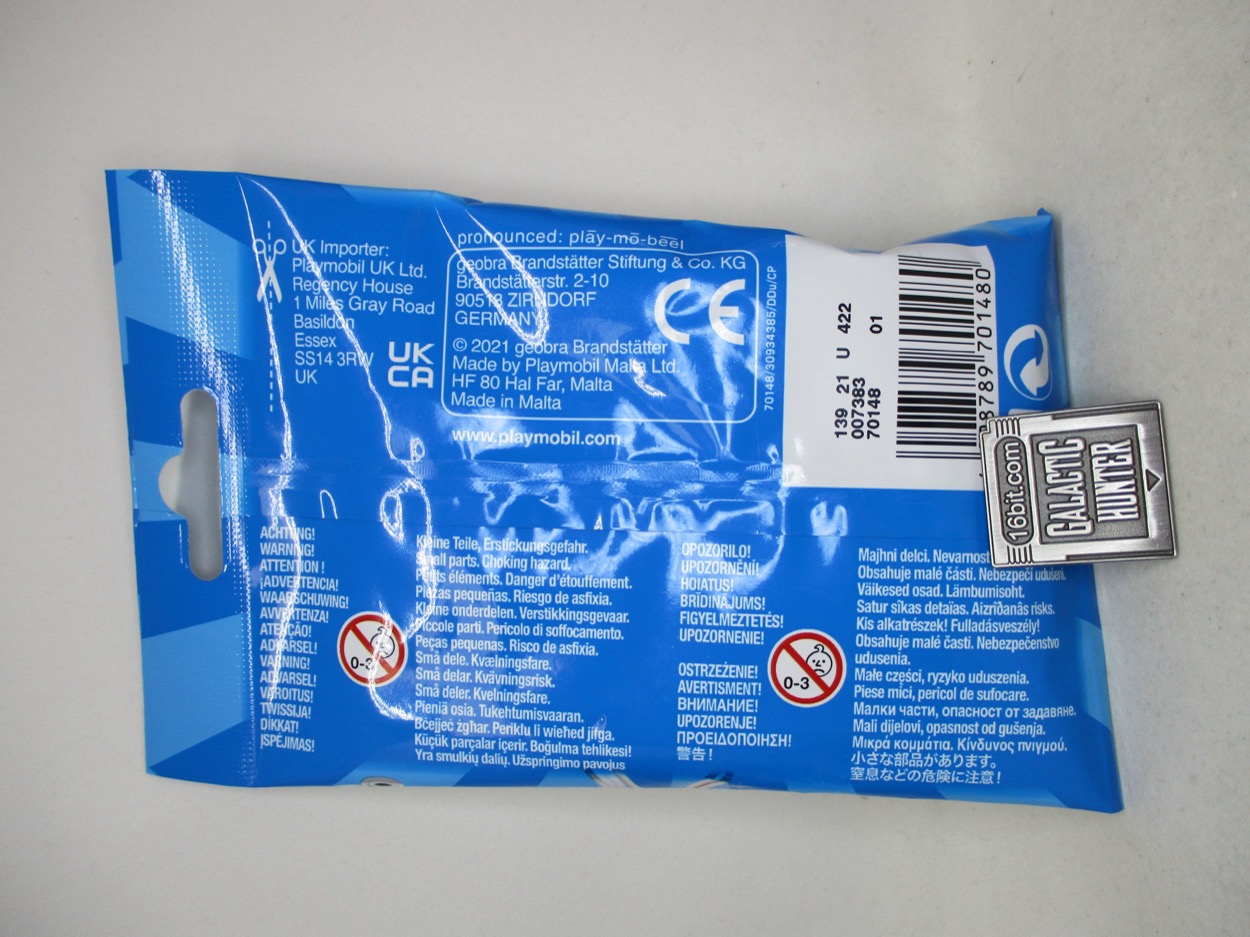 UK Importer:
Playmobil UK Ltd.
Regency House
1 Miles Gray Road
Basildon
Essex
SS14 3RW
UK
UK
CA
pronounced: plāy-mō-bēēl
geobra Brandstätter Stiftung & Co. KG
Brandstätterstr. 2-10
90513 ZIRNDORF
GERMANY
CE
© 2021 geobra Brandstätter
Made by Playmobil Malta Ltd.
HF 80 Hal Far, Malta
Made in Malta
www.playmobil.com
70148/30934385/DDu/CP
139 21 U 422
007383 01
70148
8789 701480
16bit.com
GALACTIC
HUNTER
ACHTUNG!
WARNING!
ATTENTION !
¡ADVERTENCIA!
WAARSCHUWING!
AVVERTENZA!
ATENÇÃO!
ADVARSEL!
VARNING!
ADVARSEL!
VAROITUS!
TWISSIJA!
DIKKAT!
ĮSPĖJIMAS!
0-3
Kleine Teile, Erstickungsgefahr.
Small parts. Choking hazard.
Petits éléments. Danger d'étouffement.
Piezas pequeñas. Riesgo de asfixia.
Kleine onderdelen. Verstikkingsgevaar.
Piccole parti. Pericolo di soffocamento.
Peças pequenas. Risco de asfixia.
Små dele. Kvælningsfare.
Små delar. Kvävningsrisk.
Små deler. Kvelningsfare.
Pieniä osia. Tukehtumisvaaran.
Bċejjeċ żgħar. Periklu li wieħed jifga.
Küçük parçalar içerir. Boğulma tehlikesi!
Yra smulkių dalių. Užspringimo pavojus
OPOZORILO!
UPOZORNĚNÍ!
HOIATUS!
BRĪDINĀJUMS!
FIGYELMEZTETÉS!
UPOZORNENIE!
OSTRZEŻENIE!
AVERTISMENT!
ВНИМАНИЕ!
UPOZORENJE!
ΠΡΟΕΙΔΟΠΟΙΗΣΗ!
警告！
0-3
Majhni delci. Nevarnost
Obsahuje malé části. Nebezpečí udušení.
Väikesed osad. Lämbumisoht.
Satur sīkas detaļas. Aizrīšanās risks.
Kis alkatrészek! Fulladásveszély!
Obsahuje malé části. Nebezpečenstvo
udusenia.
Małe części, ryzyko uduszenia.
Piese mici, pericol de sufocare.
Малки части, опасност от задавяне.
Mali dijelovi, opasnost od gušenja.
Μικρά κομμάτια. Κίνδυνος πνιγμού.
小さな部品があります。
窒息などの危険に注意！